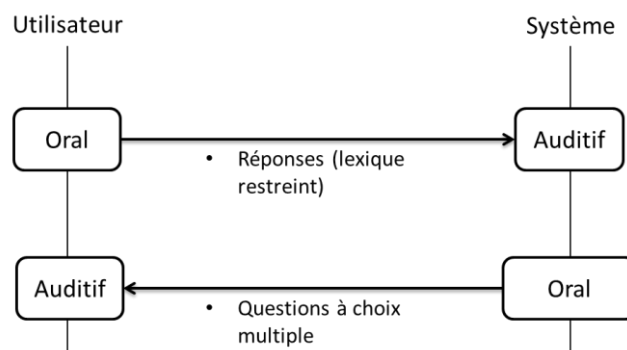 Utilisateur
Système
Oral
Auditif
• Réponses (lexique
restreint)
Auditif
Oral
• Questions à choix
multiple